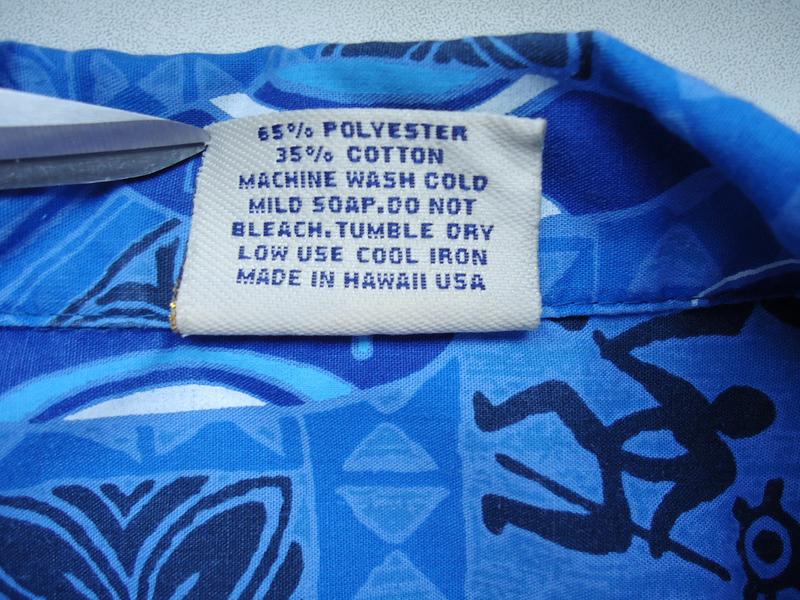 65% POLYESTER
35% COTTON
MACHINE WASH COLD
MILD SOAP.DO NOT
BLEACH.TUMBLE DRY
LOW USE COOL IRON
MADE IN HAWAII USA